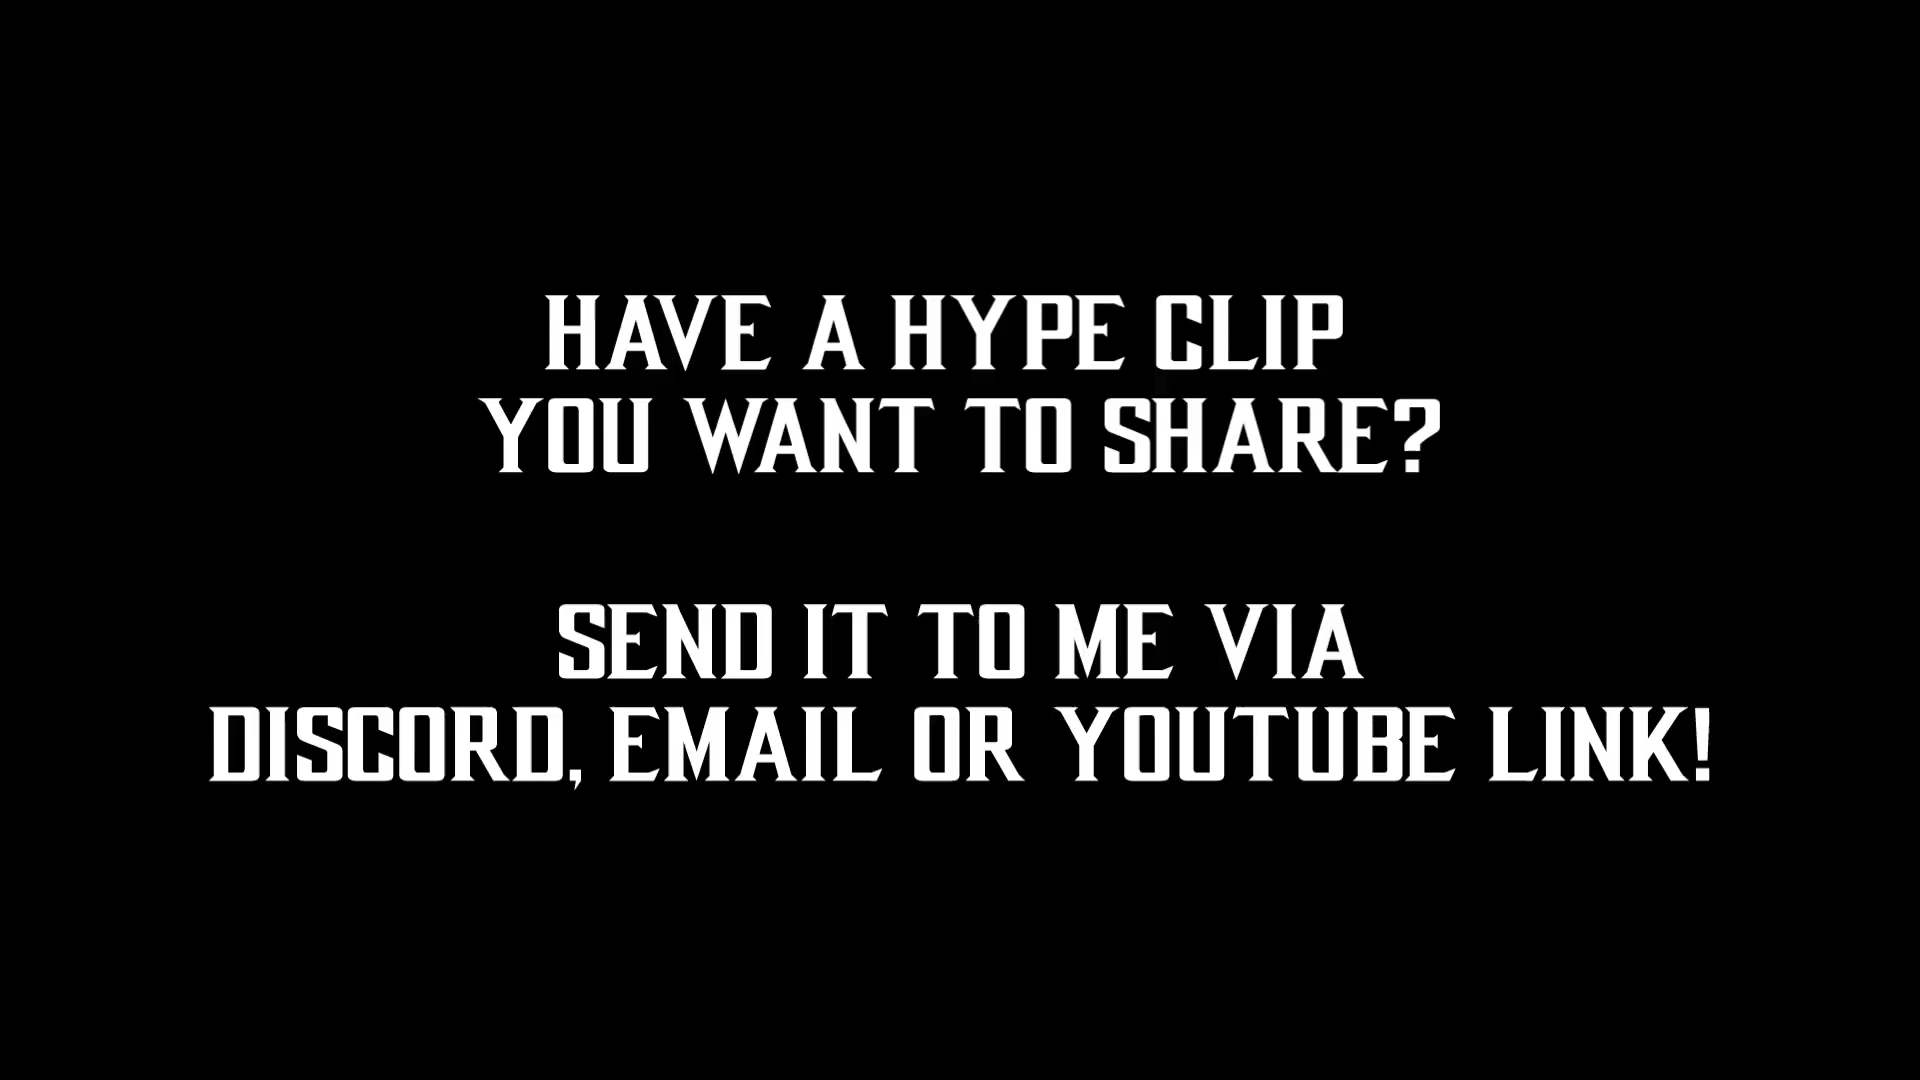 HAVE A HYPE CLIP
YOU WANT TO SHARE?
SEND IT TO ME VIA
DISCORD, EMAIL OR YOUTUBE LINK!